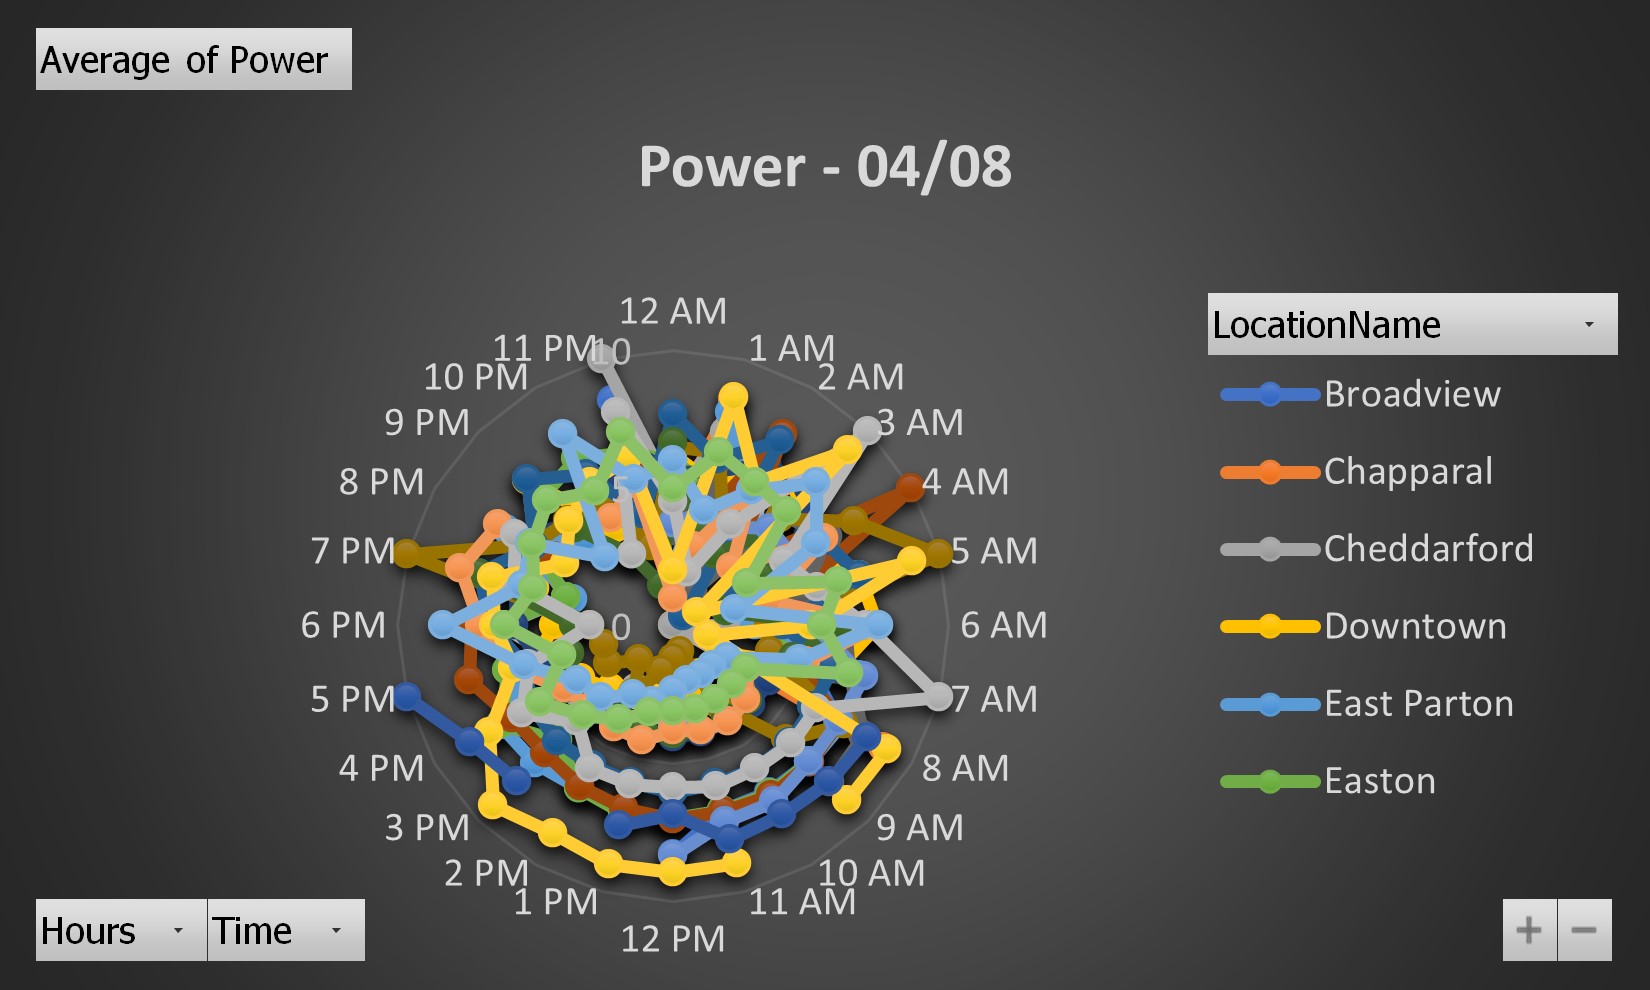 Average of Power
Power - 04/08
12 AM
1 AM
2 AM
3 AM
4 AM
5 AM
6 AM
7 AM
8 AM
9 AM
10 AM
11 AM
12 PM
1 PM
2 PM
3 PM
4 PM
5 PM
6 PM
7 PM
8 PM
9 PM
10 PM
11 PM
10
5
0
LocationName
Broadview
Chapparal
Cheddarford
Downtown
East Parton
Easton
Hours
Time
+ −